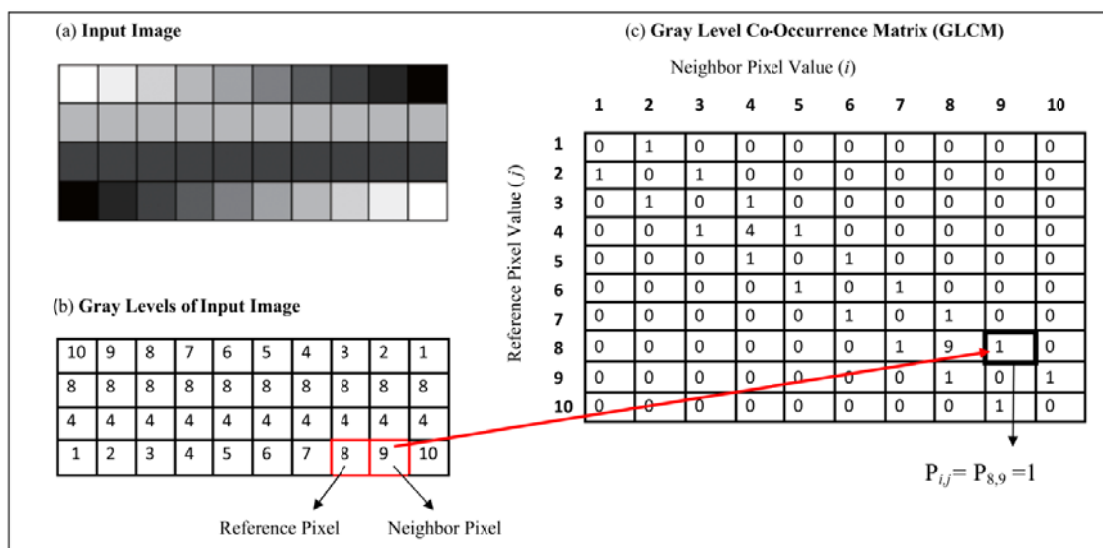 (a) Input Image
(b) Gray Levels of Input Image
10 9 8 7 6 5 4 3 2 1
8 8 8 8 8 8 8 8 8 8
4 4 4 4 4 4 4 4 4 4
1 2 3 4 5 6 7 8 9 10
Reference Pixel
Neighbor Pixel
(c) Gray Level Co-Occurrence Matrix (GLCM)
Neighbor Pixel Value (i)
Reference Pixel Value (j)
1 2 3 4 5 6 7 8 9 10
1 0 1 0 0 0 0 0 0 0 0
2 1 0 1 0 0 0 0 0 0 0
3 0 1 0 1 0 0 0 0 0 0
4 0 0 1 4 1 0 0 0 0 0
5 0 0 0 1 0 1 0 0 0 0
6 0 0 0 0 1 0 1 0 0 0
7 0 0 0 0 0 1 0 1 0 0
8 0 0 0 0 0 0 1 9 1 0
9 0 0 0 0 0 0 0 1 0 1
10 0 0 0 0 0 0 0 0 1 0
Pi,j= P8,9 =1